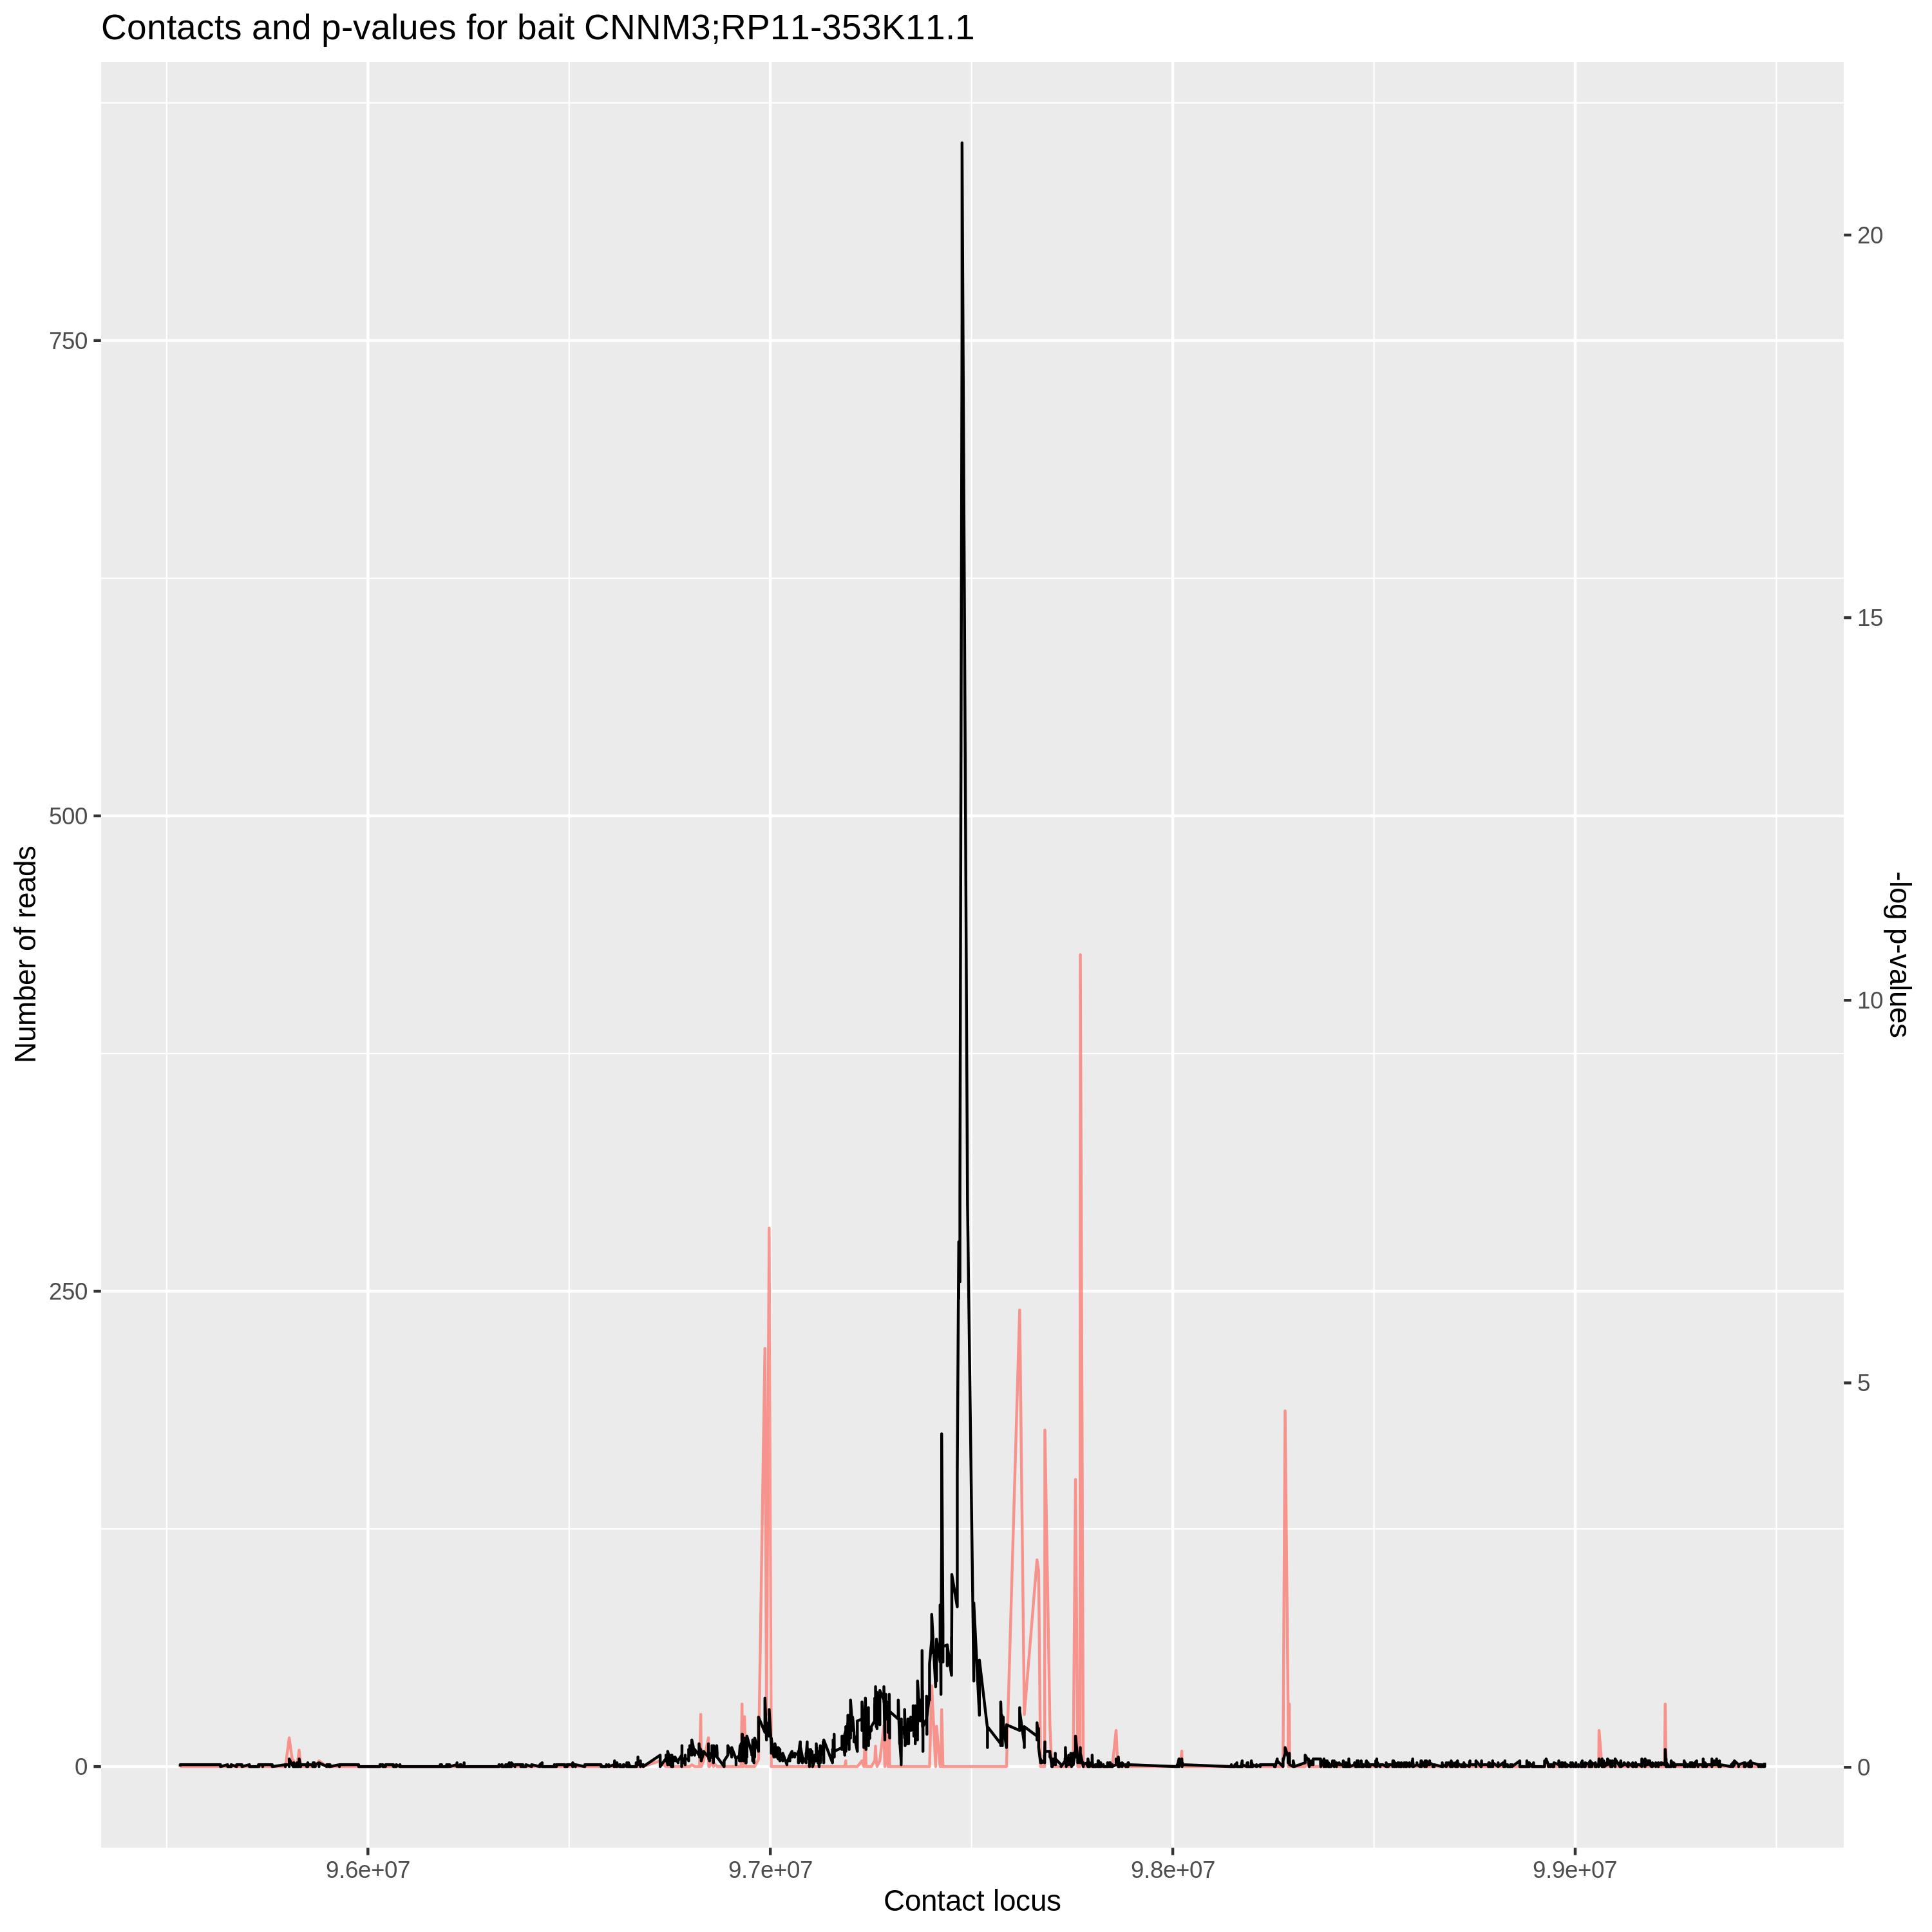 Contacts and p-values for bait CNNM3;RP11-353K11.1
Number of reads
750
500
250
0
20
15
10
5
0
-log p-values
9.6e+07
9.7e+07
9.8e+07
9.9e+07
Contact locus